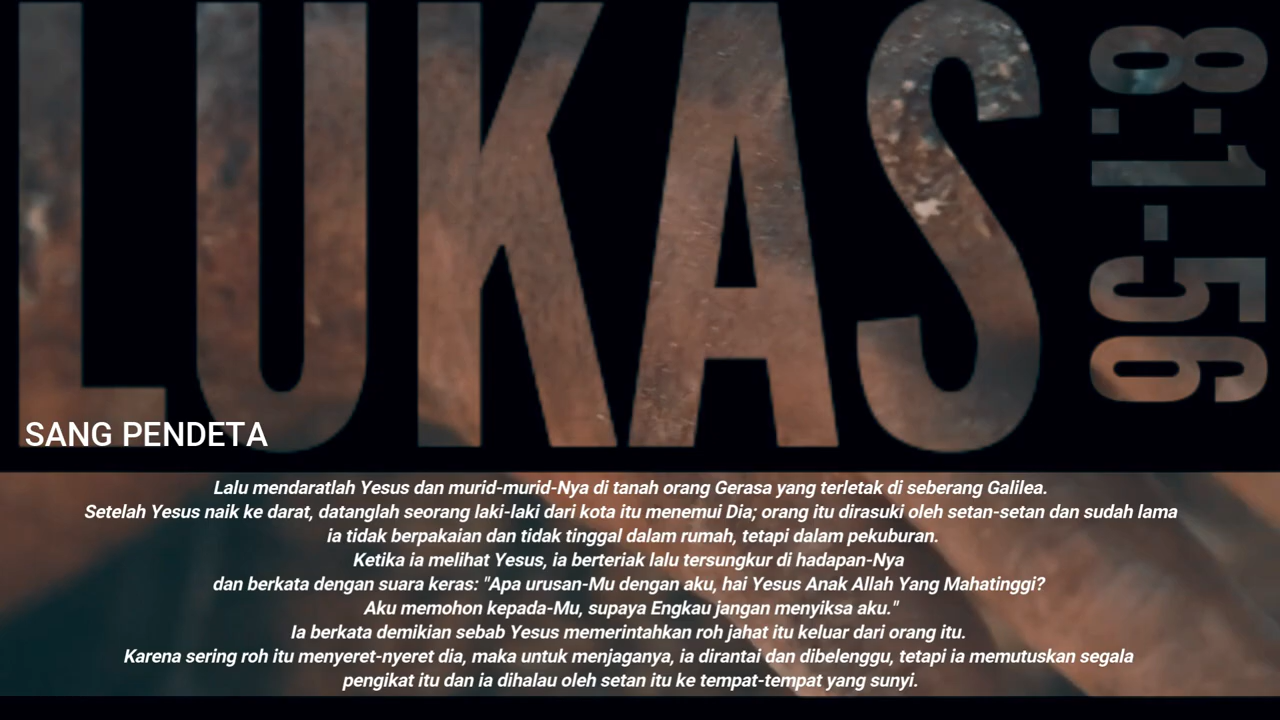 LUKAS
8:1-56
SANG PENDETA
Lalu mendaratlah Yesus dan murid-murid-Nya di tanah orang Gerasa yang terletak di seberang Galilea.
Setelah Yesus naik ke darat, datanglah seorang laki-laki dari kota itu menemui Dia; orang itu dirasuki oleh setan-setan dan sudah lama
ia tidak berpakaian dan tidak tinggal dalam rumah, tetapi dalam pekuburan.
Ketika ia melihat Yesus, ia berteriak lalu tersungkur di hadapan-Nya
dan berkata dengan suara keras: "Apa urusan-Mu dengan aku, hai Yesus Anak Allah Yang Mahatinggi?
Aku memohon kepada-Mu, supaya Engkau jangan menyiksa aku."
Ia berkata demikian sebab Yesus memerintahkan roh jahat itu keluar dari orang itu.
Karena sering roh itu menyeret-nyeret dia, maka untuk menjaganya, ia dirantai dan dibelenggu, tetapi ia memutuskan segala
pengikat itu dan ia dihalau oleh setan itu ke tempat-tempat yang sunyi.